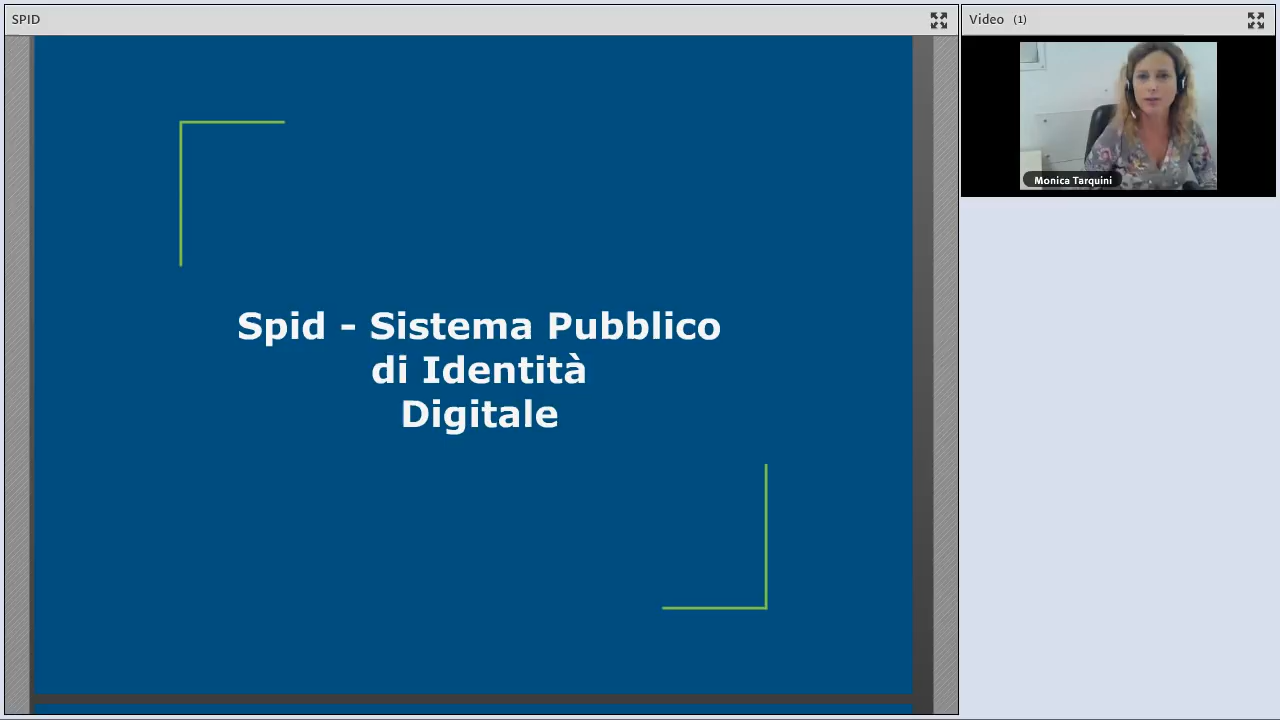 SPID
Video (1)
Monica Tarquini
Spid - Sistema Pubblico
di Identità
Digitale